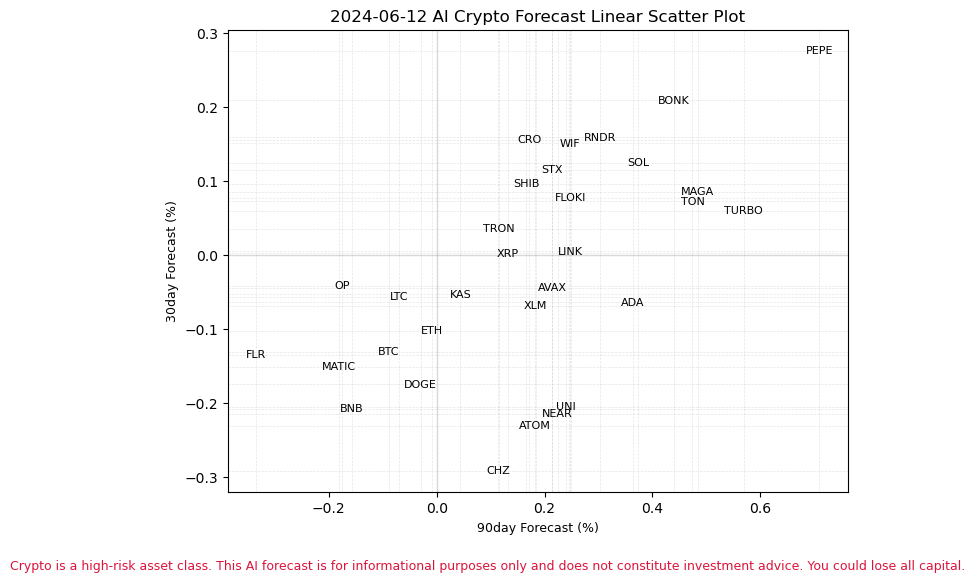 2024-06-12 AI Crypto Forecast Linear Scatter Plot
0.3
PEPE
BONK
0.2
CRO
RNDR
WIF
SOL
STX
0.1
SHIB
MAGA
FLOKI
TON
TURBO
TRON
30day Forecast (%)
0.0
XRP
LINK
OP
AVAX
LTC
KAS
XLM
ADA
−0.1
ETH
FLR
BTC
MATIC
DOGE
−0.2
BNB
UNI
NEAR
ATOM
CHZ
−0.3
−0.2
0.0
0.2
0.4
0.6
90day Forecast (%)
Crypto is a high-risk asset class. This AI forecast is for informational purposes only and does not constitute investment advice. You could lose all capital.